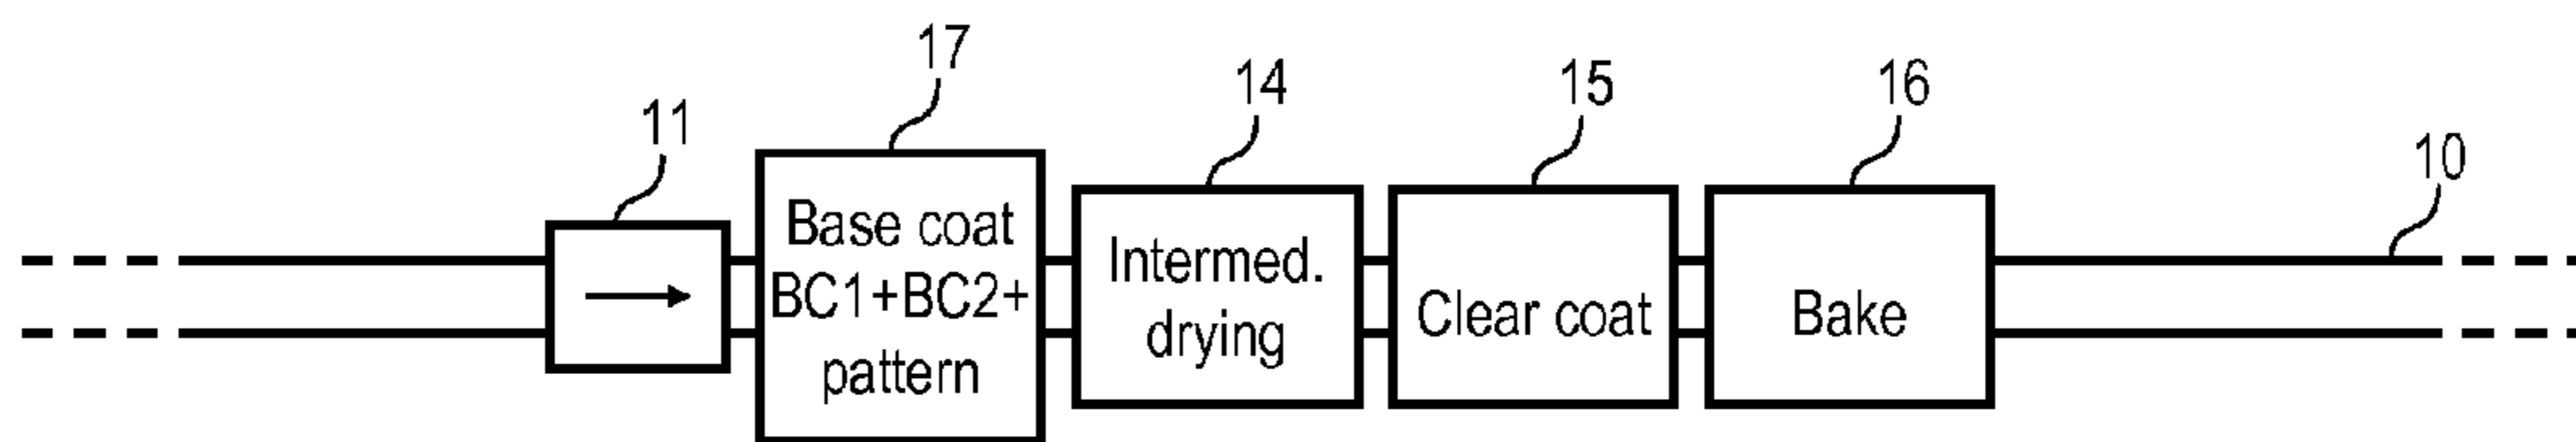 17
14
15
16
11
10
Base coat
BC1+BC2+
pattern
Intermed.
drying
Clear coat
Bake